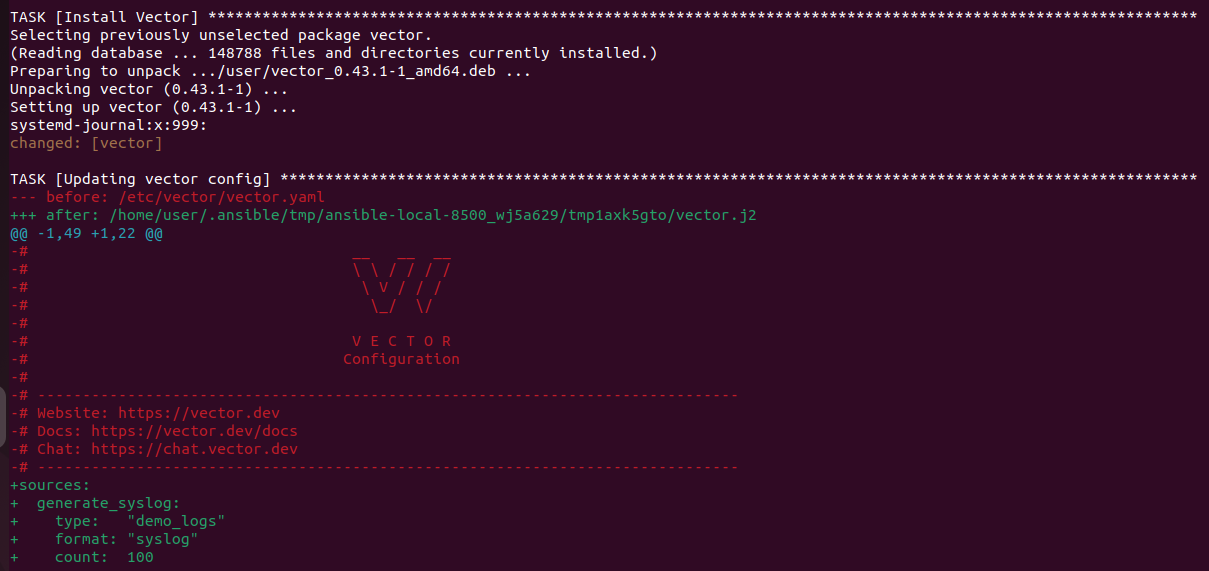 TASK [Install Vector] **************************************************************************************************************
Selecting previously unselected package vector.
(Reading database ... 148788 files and directories currently installed.)
Preparing to unpack .../user/vector_0.43.1-1_amd64.deb ...
Unpacking vector (0.43.1-1) ...
Setting up vector (0.43.1-1) ...
systemd-journal:x:999:
changed: [vector]

TASK [Updating vector config] ******************************************************************************************************
--- before: /etc/vector/vector.yaml
+++ after: /home/user/.ansible/tmp/ansible-local-8500_wj5a629/tmp1axk5gto/vector.j2
@@ -1,49 +1,22 @@
-#                                    __   __  __
-#                                    \ \ / / / /
-#                                     \ V / / /
-#                                      \_/  \/
-#
-#                                    V E C T O R
-#                                   Configuration
-#
-# ------------------------------------------------------------------------------
-# Website: https://vector.dev
-# Docs: https://vector.dev/docs
-# Chat: https://chat.vector.dev
-# ------------------------------------------------------------------------------
+sources:
+  generate_syslog:
+    type:   "demo_logs"
+    format: "syslog"
+    count:  100